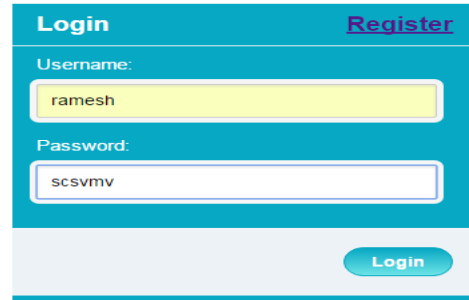 Login Register
Username:
ramesh
Password:
scsvmv
Login